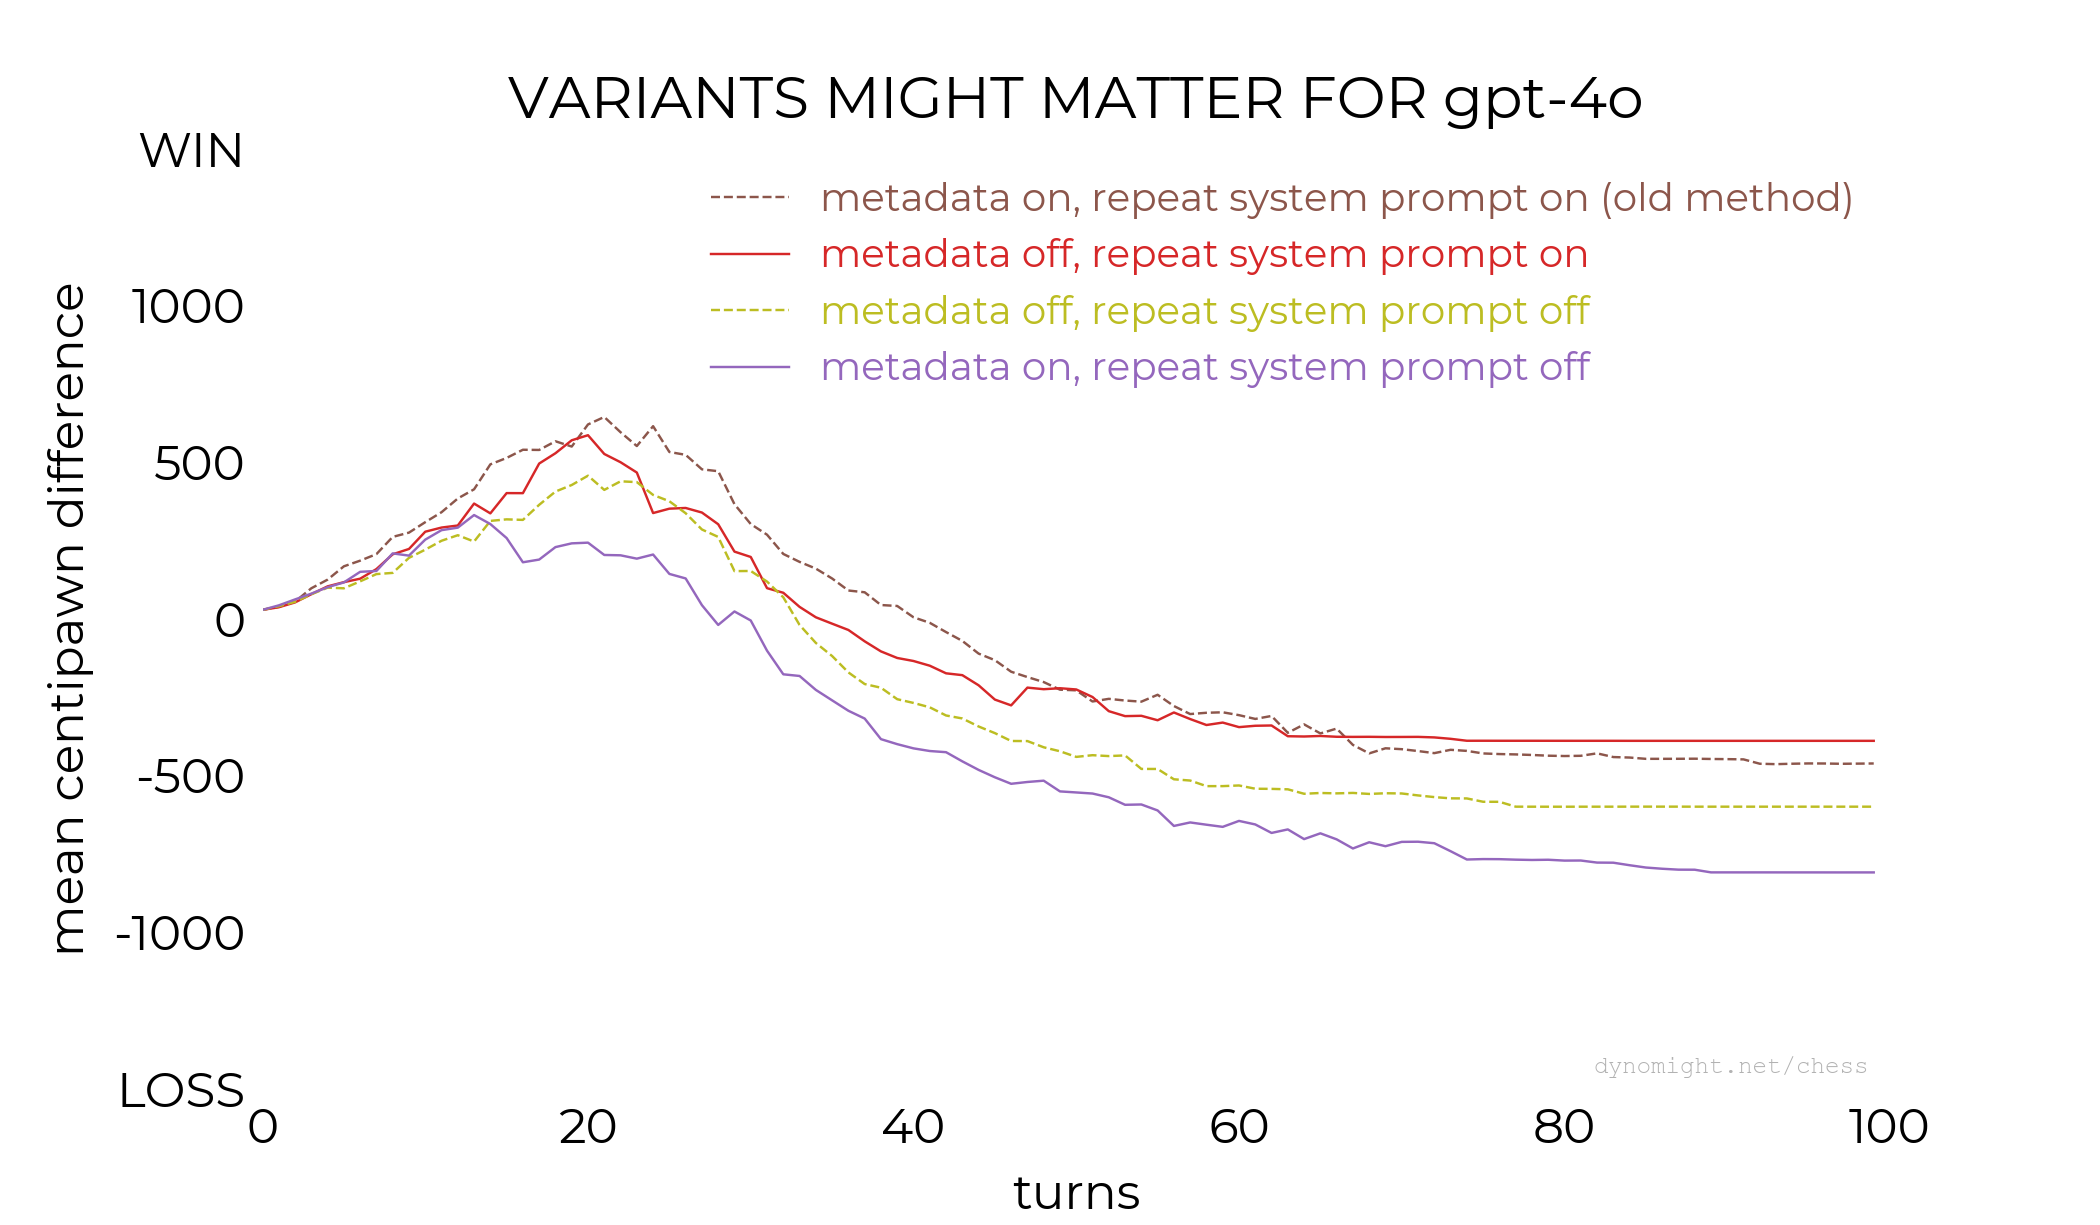 VARIANTS MIGHT MATTER FOR gpt-4o
WIN
metadata on, repeat system prompt on (old method)
metadata off, repeat system prompt on
metadata off, repeat system prompt off
metadata on, repeat system prompt off
1000
500
0
-500
-1000
LOSS
mean centipawn difference
dynomight.net/chess
0 20 40 60 80 100
turns